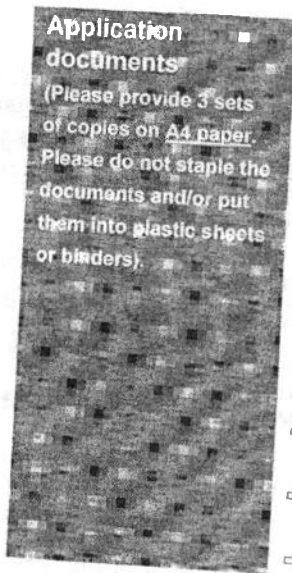 Application
documents
(Please provide 3 sets
of copies on A4 paper.
Please do not staple the
documents and/or put
them into plastic sheets
or binders).